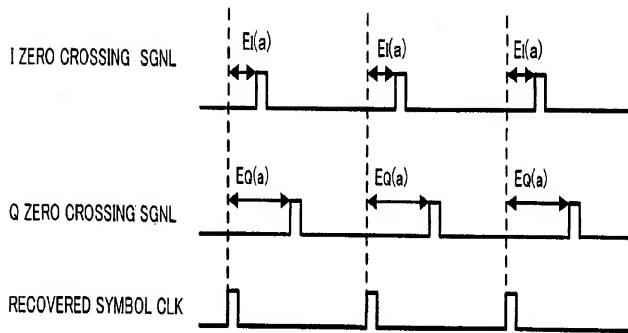 EI(a) EI(a) EI(a)
I ZERO CROSSING SGNL
EQ(a) EQ(a) EQ(a)
Q ZERO CROSSING SGNL
RECOVERED SYMBOL CLK